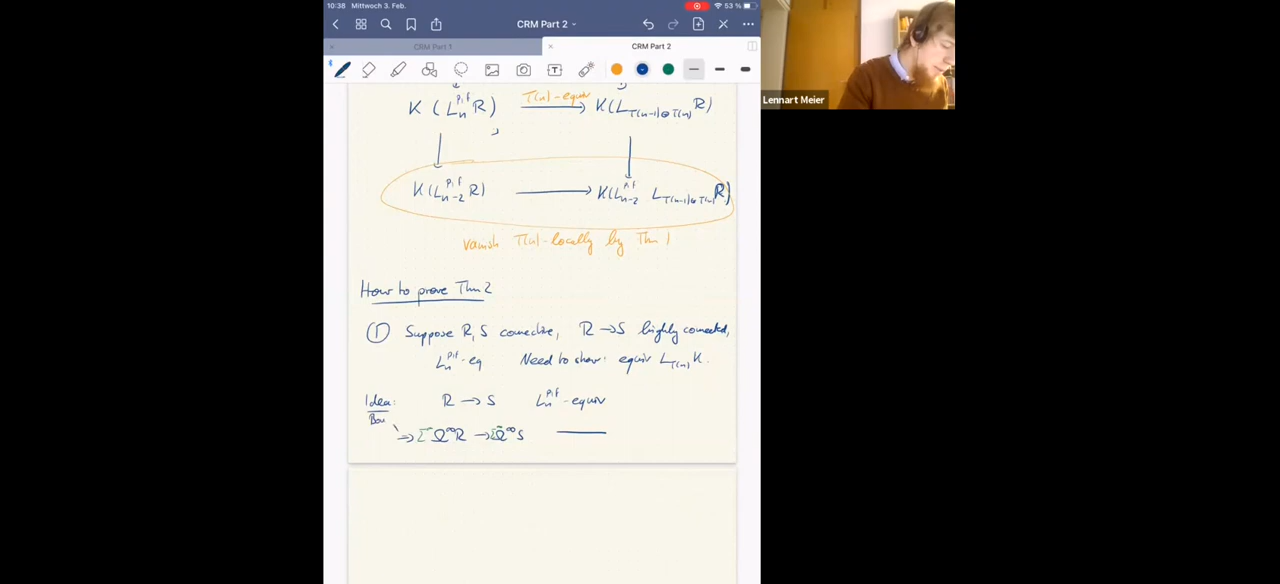 10:38 Mittwoch 3. Feb.
53 %
CRM Part 2
CRM Part 1
CRM Part 2
Lennart Meier
T(n)-equiv
K(L_n^{p,f} R) → K(L_{T(n-1)⊕T(n)} R)
K(L_{n-2}^{p,f} R) → K(L_{n-2}^{p,f} L_{T(n-1)⊕T(n)} R)
vanish T(n)-locally by Thm 1
How to prove Thm 2
① Suppose R, S connective, R → S highly connected,
L_n^{p,f}-eq Need to show: equiv L_{T(n)} K.
Idea: R → S L_n^{p,f}-equiv
Bou
⇒ Σ^∞Ω^∞R → Σ^∞Ω^∞S ———